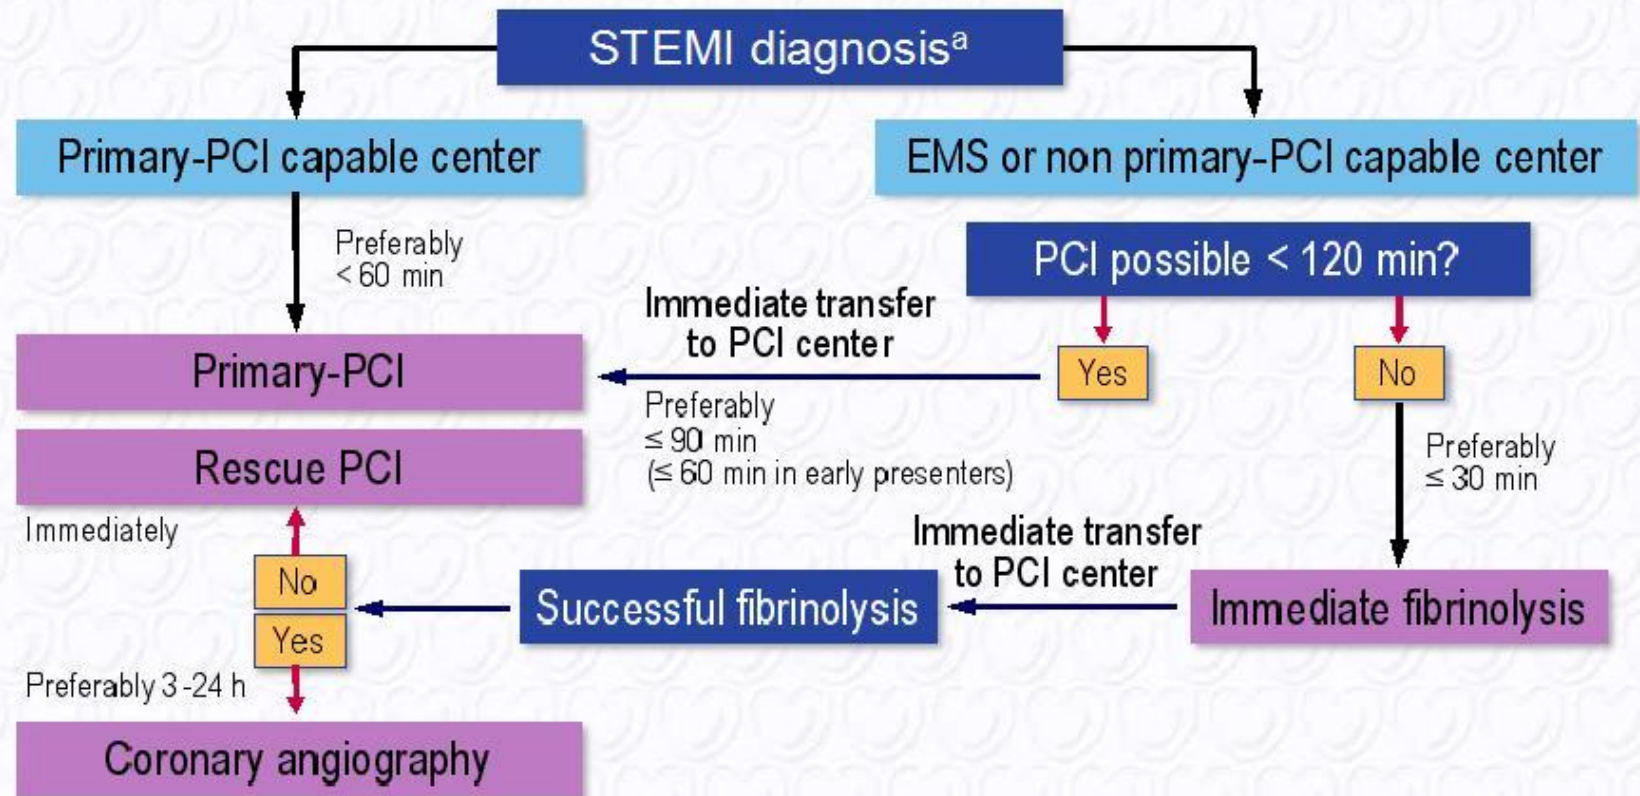 STEMI diagnosisᵃ
Primary-PCI capable center
EMS or non primary-PCI capable center
Preferably
< 60 min
PCI possible < 120 min?
Immediate transfer
to PCI center
Yes
No
Primary-PCI
Preferably
≤ 90 min
(≤ 60 min in early presenters)
Preferably
≤ 30 min
Rescue PCI
Immediately
No
Yes
Immediate transfer
to PCI center
Successful fibrinolysis
Immediate fibrinolysis
Preferably 3-24 h
Coronary angiography